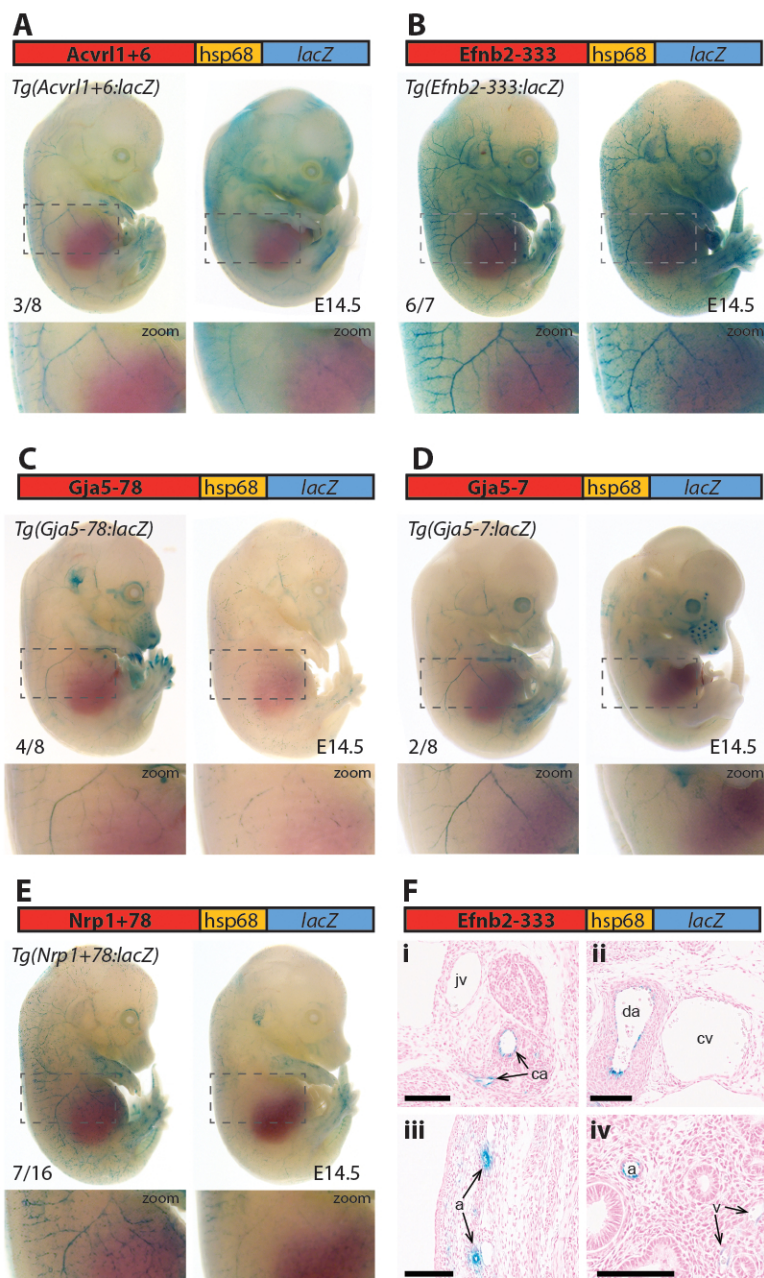 A
Acvrl1+6 hsp68 lacZ
Tg(Acvrl1+6:lacZ)
3/8 E14.5
zoom zoom
B
Efnb2-333 hsp68 lacZ
Tg(Efnb2-333:lacZ)
6/7 E14.5
zoom zoom
C
Gja5-78 hsp68 lacZ
Tg(Gja5-78:lacZ)
4/8 E14.5
zoom zoom
D
Gja5-7 hsp68 lacZ
Tg(Gja5-7:lacZ)
2/8 E14.5
zoom zoom
E
Nrp1+78 hsp68 lacZ
Tg(Nrp1+78:lacZ)
7/16 E14.5
zoom zoom
F
Efnb2-333 hsp68 lacZ
i
jv
ca
ii
da
cv
iii
a
iv
a
v